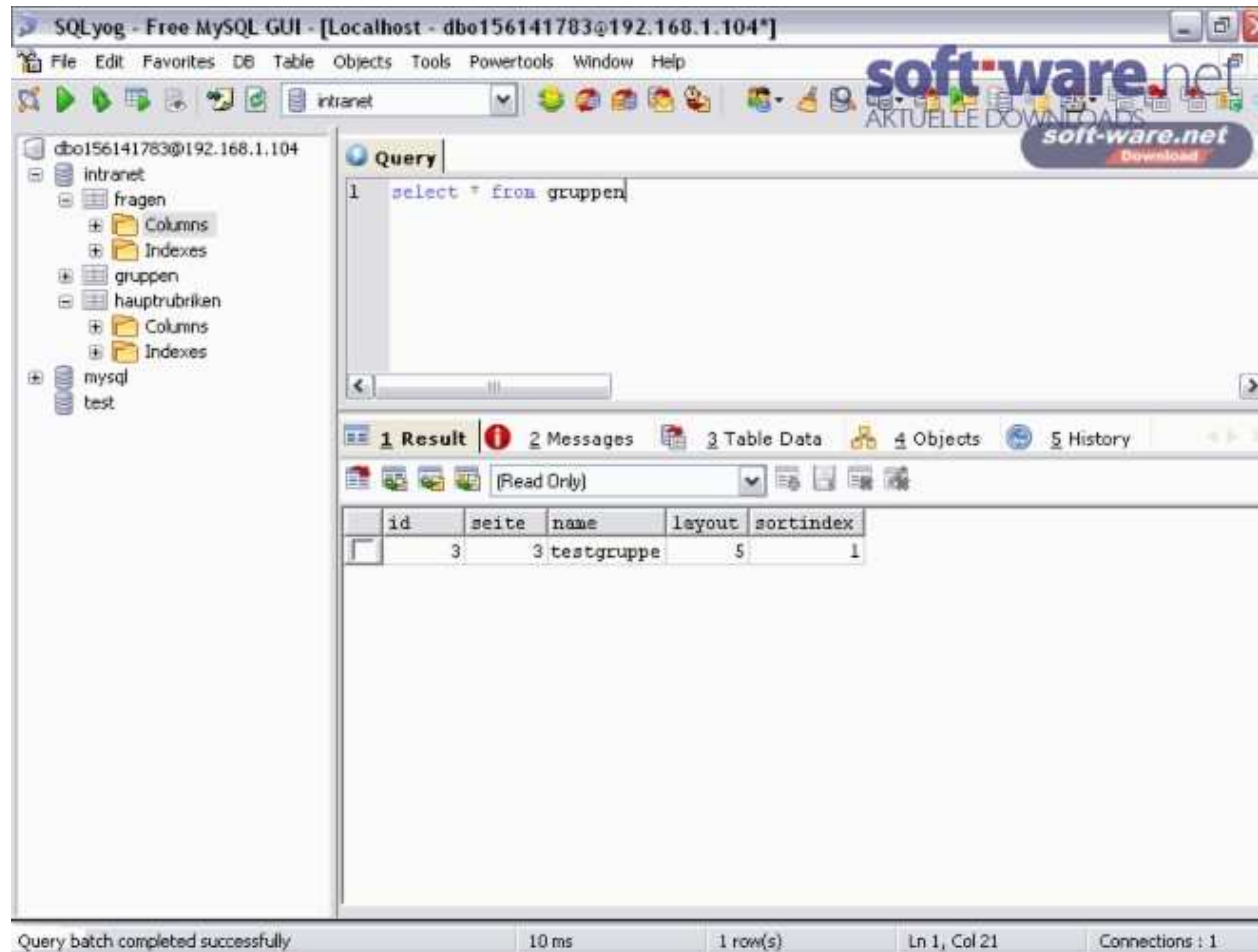 SQLyog - Free MySQL GUI - [Localhost - dbo156141783@192.168.1.104*]
File Edit Favorites DB Table Objects Tools Powertools Window Help
soft-ware.net
AKTUELLE DOWNLOADS
intranet
soft-ware.net
Download
dbo156141783@192.168.1.104
intranet
fragen
Columns
Indexes
gruppen
hauptrubriken
Columns
Indexes
mysql
test
Query
1 select * from gruppen
1 Result 2 Messages 3 Table Data 4 Objects 5 History
(Read Only)
id seite name layout sortindex
3 3 testgruppe 5 1
Query batch completed successfully 10 ms 1 row(s) Ln 1, Col 21 Connections : 1